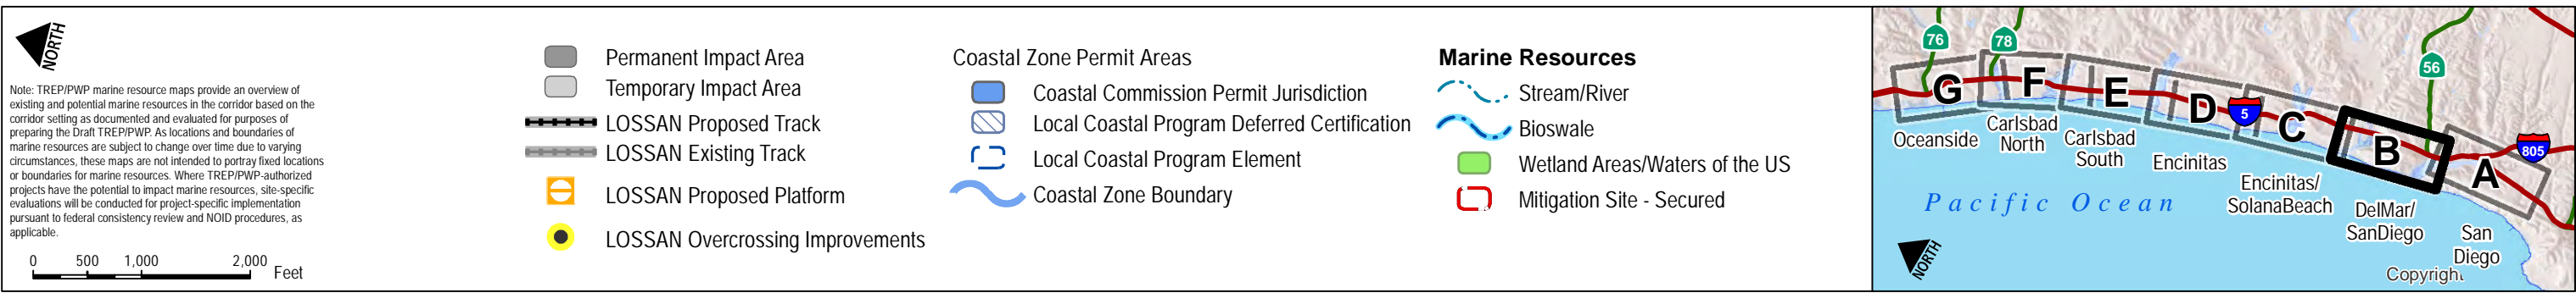 NORTH
Note: TREP/PWP marine resource maps provide an overview of
existing and potential marine resources in the corridor based on the
corridor setting as documented and evaluated for purposes of
preparing the Draft TREP/PWP. As locations and boundaries of
marine resources are subject to change over time due to varying
circumstances, these maps are not intended to portray fixed locations
or boundaries for marine resources. Where TREP/PWP-authorized
projects have the potential to impact marine resources, site-specific
evaluations will be conducted for project-specific implementation
pursuant to federal consistency review and NOID procedures, as
applicable.
0 500 1,000 2,000
Feet
Permanent Impact Area
Temporary Impact Area
LOSSAN Proposed Track
LOSSAN Existing Track
LOSSAN Proposed Platform
LOSSAN Overcrossing Improvements
Coastal Zone Permit Areas
Coastal Commission Permit Jurisdiction
Local Coastal Program Deferred Certification
Local Coastal Program Element
Coastal Zone Boundary
Marine Resources
Stream/River
Bioswale
Wetland Areas/Waters of the US
Mitigation Site - Secured
76
78
56
5
805
G
F
E
D
C
B
A
Oceanside
Carlsbad
North
Carlsbad
South
Encinitas
Encinitas/
SolanaBeach
DelMar/
SanDiego
San
Diego
Pacific Ocean
NORTH
Copyright